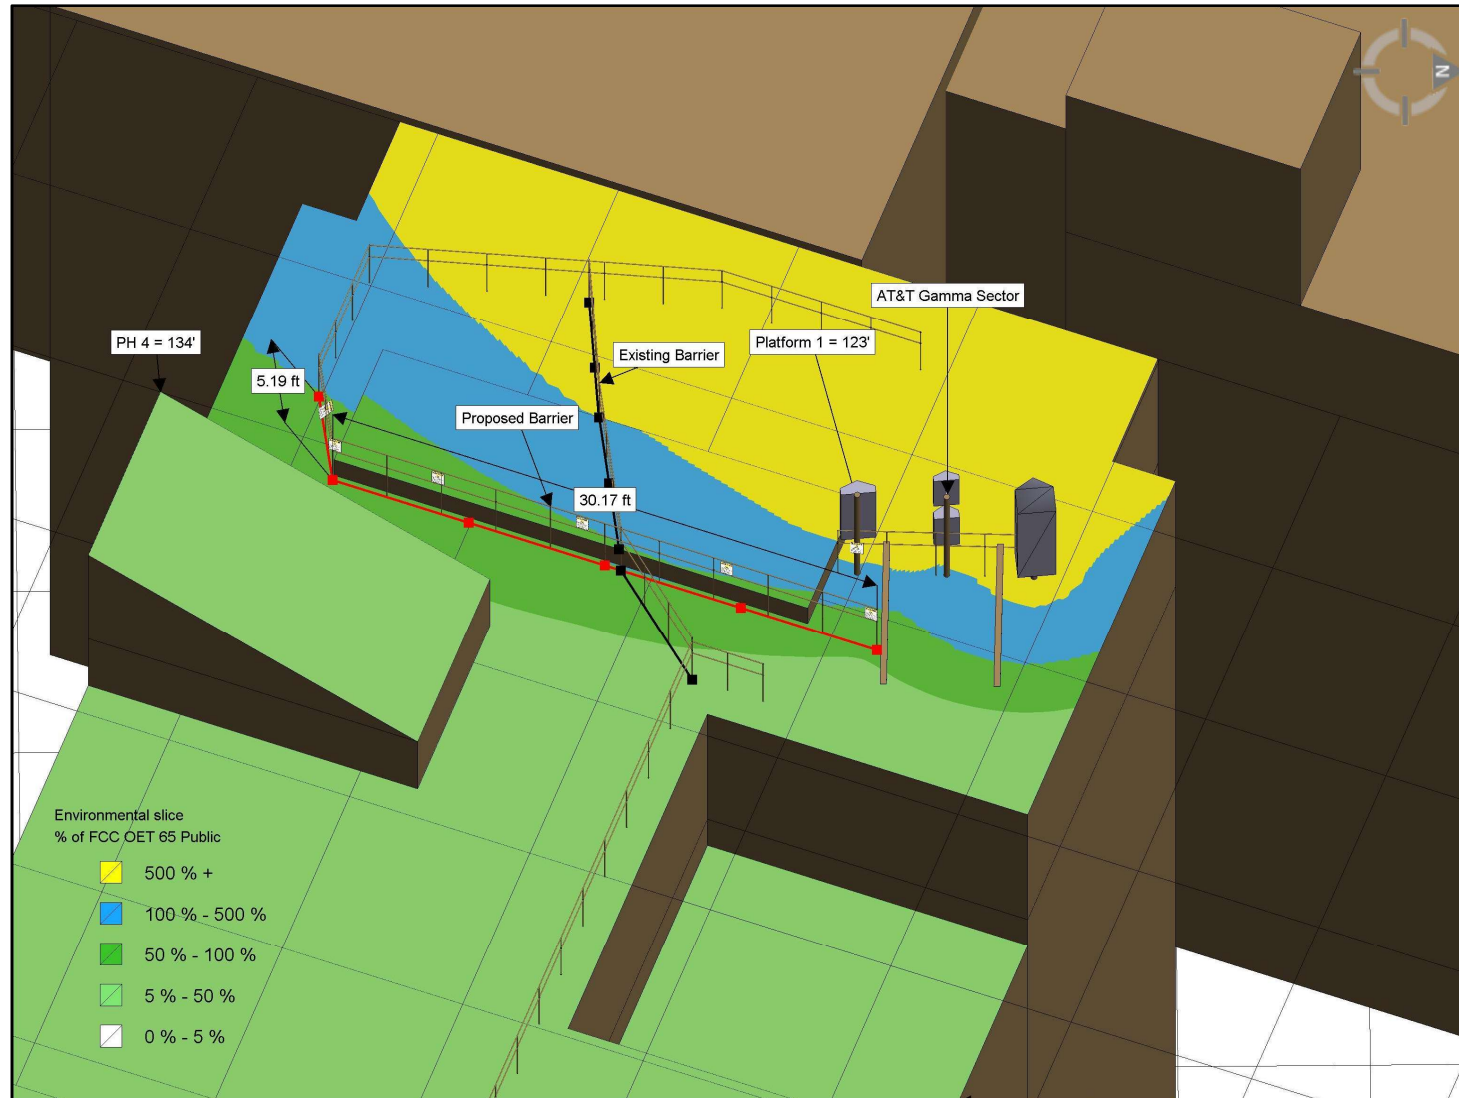 N
AT&T Gamma Sector
PH 4 = 134'
Platform 1 = 123'
Existing Barrier
5.19 ft
Proposed Barrier
30.17 ft
Environmental slice
% of FCC OET 65 Public
500 % +
100 % - 500 %
50 % - 100 %
5 % - 50 %
0 % - 5 %